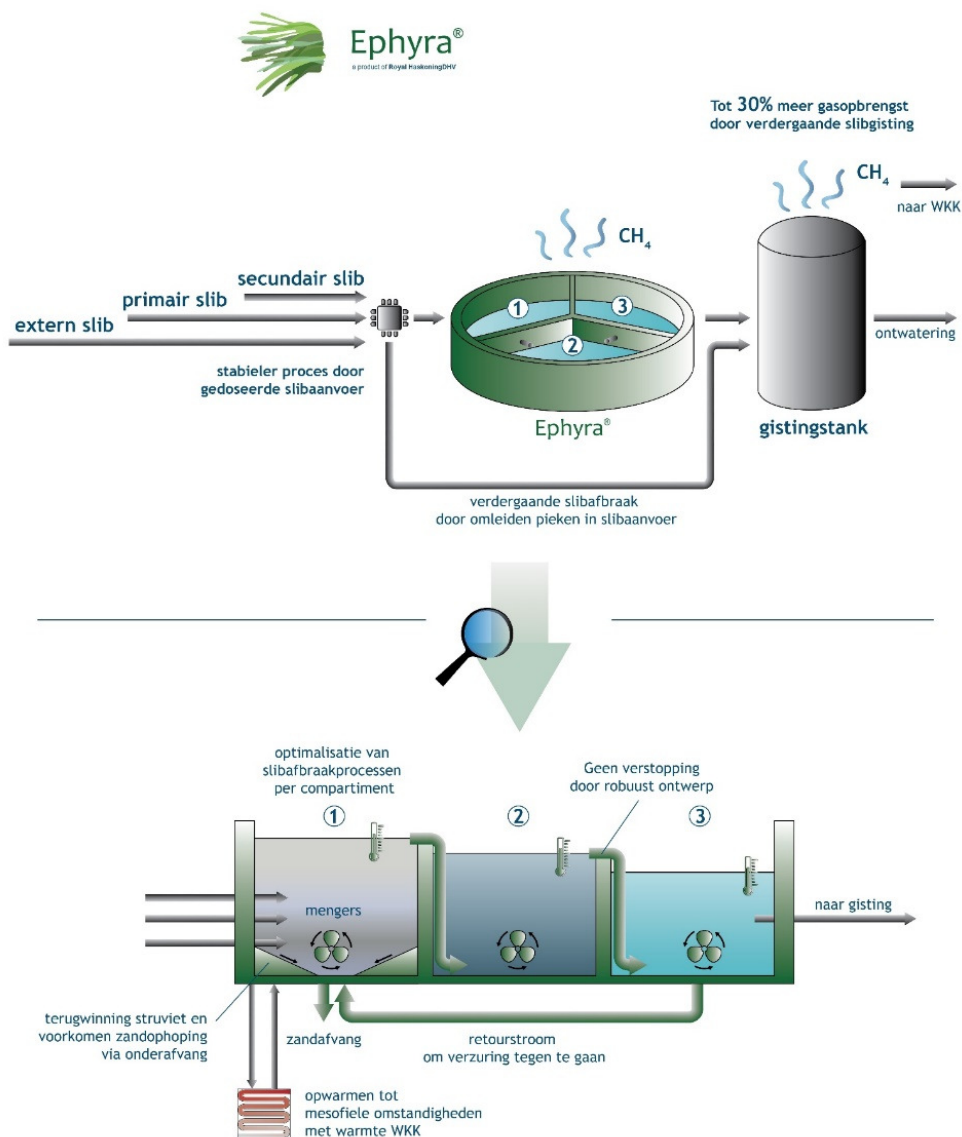 Ephyra®
a product of Royal HaskoningDHV
Tot 30% meer gasopbrengst
door verdergaande slibgisting
CH₄
naar WKK
CH₄
secundair slib
primair slib
extern slib
1
3
2
ontwatering
stabieler proces door
gedoseerde slibaanvoer
Ephyra®
gistingstank
verdergaande slibafbraak
door omleiden pieken in slibaanvoer
optimalisatie van
slibafbraakprocessen
per compartiment
Geen verstopping
door robuust ontwerp
1
2
3
mengers
naar gisting
terugwinning struviet en
voorkomen zandophoping
via onderafvang
zandafvang
retourstroom
om verzuring tegen te gaan
opwarmen tot
mesofiele omstandigheden
met warmte WKK